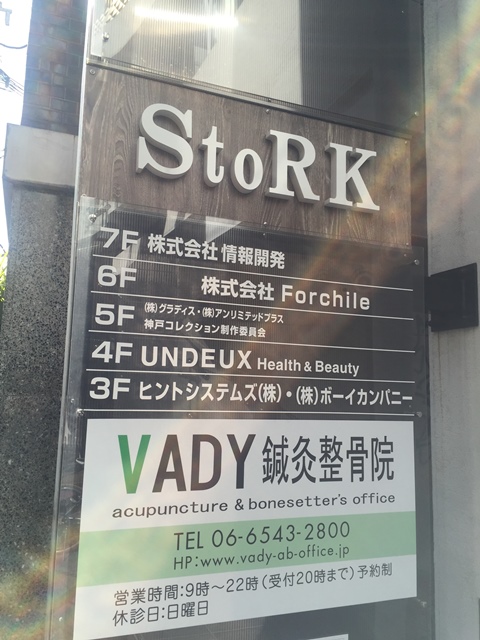 StoRK
7F 株式会社 情報開発
6F 株式会社 Forchile
5F (株)グラディス・(株)アンリミテッドプラス
神戸コレクション制作委員会
4F UNDEUX Health & Beauty
3F ヒントシステムズ(株)・(株)ボーイカンパニー
VADY 鍼灸整骨院
acupuncture & bonesetter's office
TEL 06-6543-2800
HP:www.vady-ab-office.jp
営業時間:9時〜22時(受付20時まで)予約制
休診日:日曜日